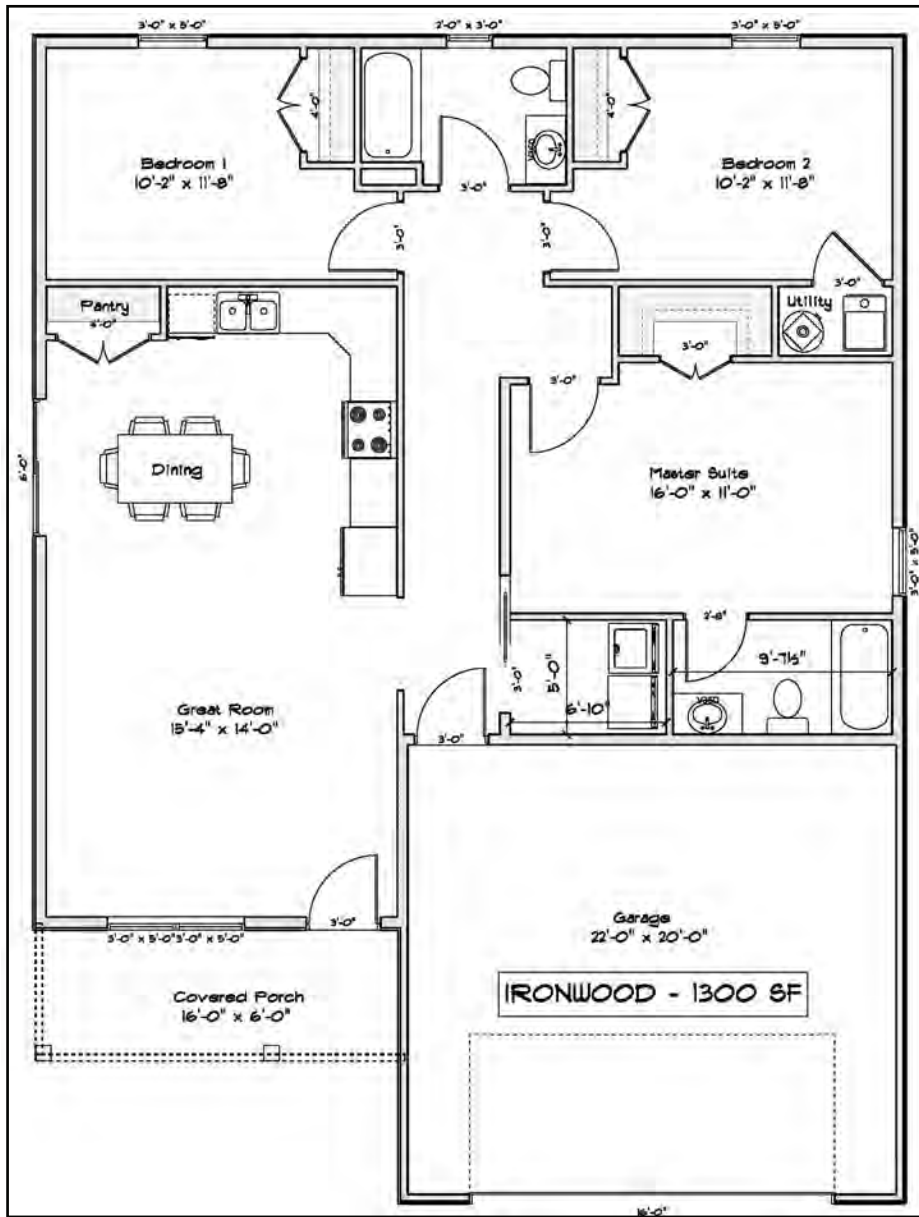 3'-0" x 5'-0"
2'-0" x 3'-0"
3'-0" x 5'-0"
4'-0"
4'-0"
Bedroom 1
10'-2" x 11'-8"
Bedroom 2
10'-2" x 11'-8"
3'-0"
3'-0"
3'-0"
3'-0"
Pantry
Utility
3'-0"
3'-0"
6'-0"
Dining
Master Suite
16'-0" x 11'-0"
3'-0" x 5'-0"
2'-8"
9'-7½"
3'-0"
5'-0"
6'-10"
Great Room
15'-4" x 14'-0"
3'-0"
3'-0"
Garage
22'-0" x 20'-0"
3'-0" x 5'-0"3'-0" x 5'-0"
Covered Porch
16'-0" x 6'-0"
IRONWOOD - 1300 SF
16'-0"